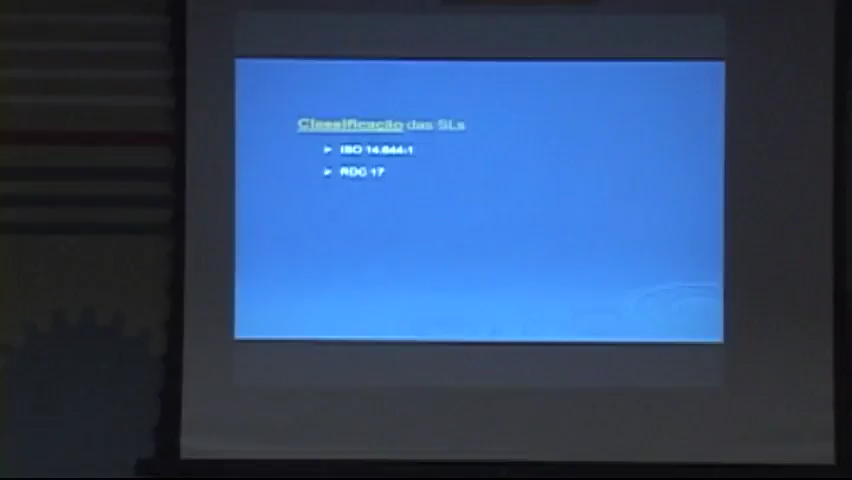 Classificação das SLs
ISO 14.644-1
RDC 17